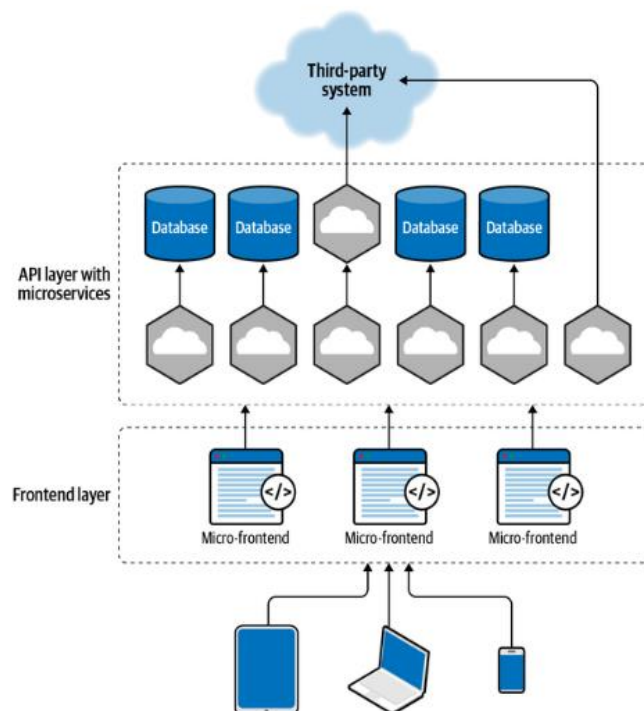 Third-party
system
Database
Database
Database
Database
API layer with
microservices
</>
</>
</>
Frontend layer
Micro-frontend
Micro-frontend
Micro-frontend